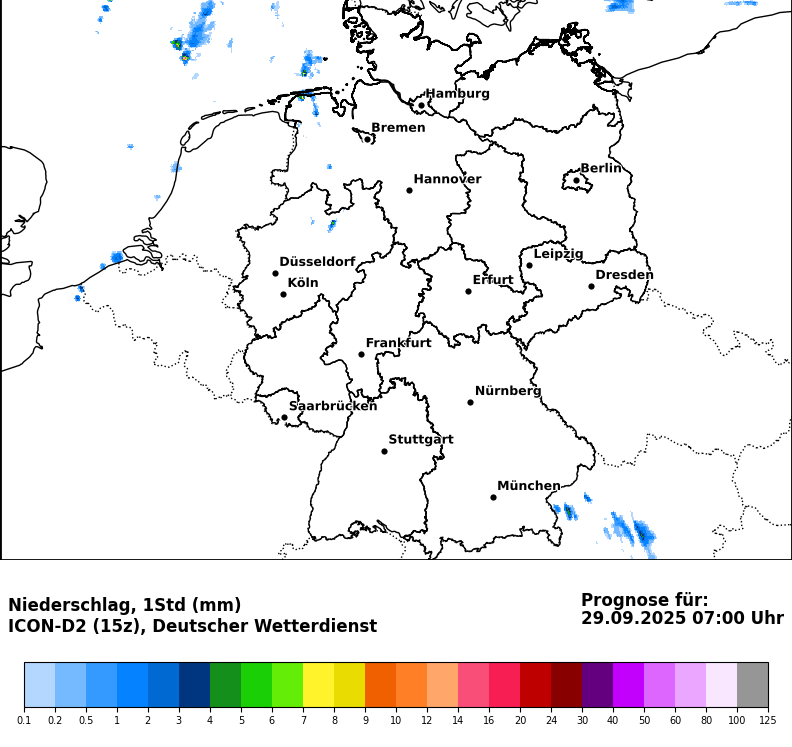 Hamburg
Bremen
Berlin
Hannover
Leipzig
Düsseldorf
Dresden
Köln
Erfurt
Frankfurt
Nürnberg
Saarbrücken
Stuttgart
München
Niederschlag, 1Std (mm)
ICON-D2 (15z), Deutscher Wetterdienst
Prognose für:
29.09.2025 07:00 Uhr
0.1 0.2 0.5 1 2 3 4 5 6 7 8 9 10 12 14 16 20 24 30 40 50 60 80 100 125